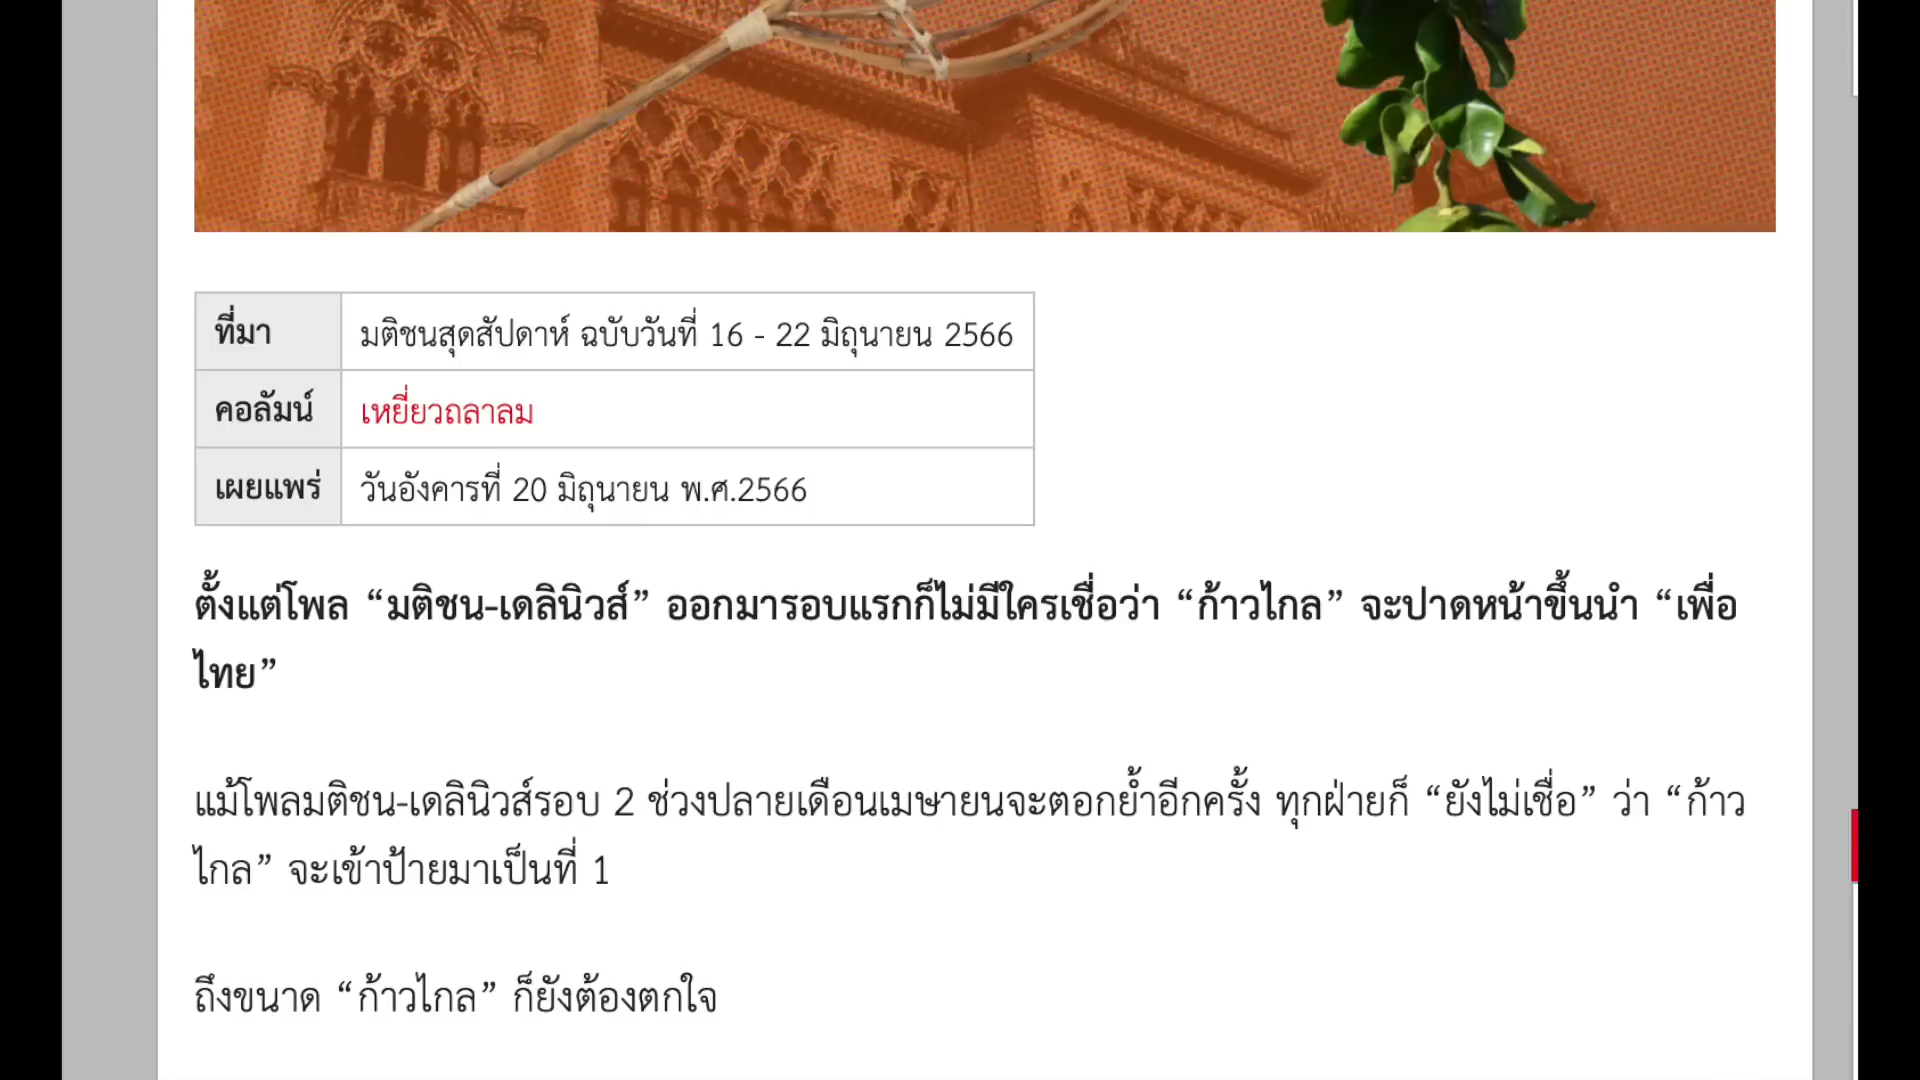 ที่มา มติชนสุดสัปดาห์ ฉบับวันที่ 16 - 22 มิถุนายน 2566
คอลัมน์ เหยี่ยวถลาลม
เผยแพร่ วันอังคารที่ 20 มิถุนายน พ.ศ.2566
ตั้งแต่โพล “มติชน-เดลินิวส์” ออกมารอบแรกก็ไม่มีใครเชื่อว่า “ก้าวไกล” จะปาดหน้าขึ้นนำ “เพื่อ
ไทย”
แม้โพลมติชน-เดลินิวส์รอบ 2 ช่วงปลายเดือนเมษายนจะตอกย้ำอีกครั้ง ทุกฝ่ายก็ “ยังไม่เชื่อ” ว่า “ก้าว
ไกล” จะเข้าป้ายมาเป็นที่ 1
ถึงขนาด “ก้าวไกล” ก็ยังต้องตกใจ